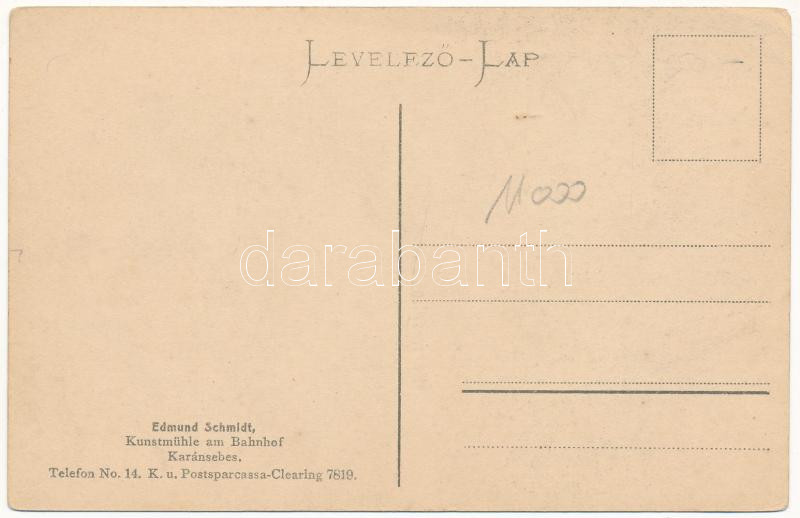 LEVELEZŐ-LAP
11000
darabanth
Edmund Schmidt,
Kunstmühle am Bahnhof
Karánsebes.
Telefon No. 14. K. u. Postsparcassa-Clearing 7819.